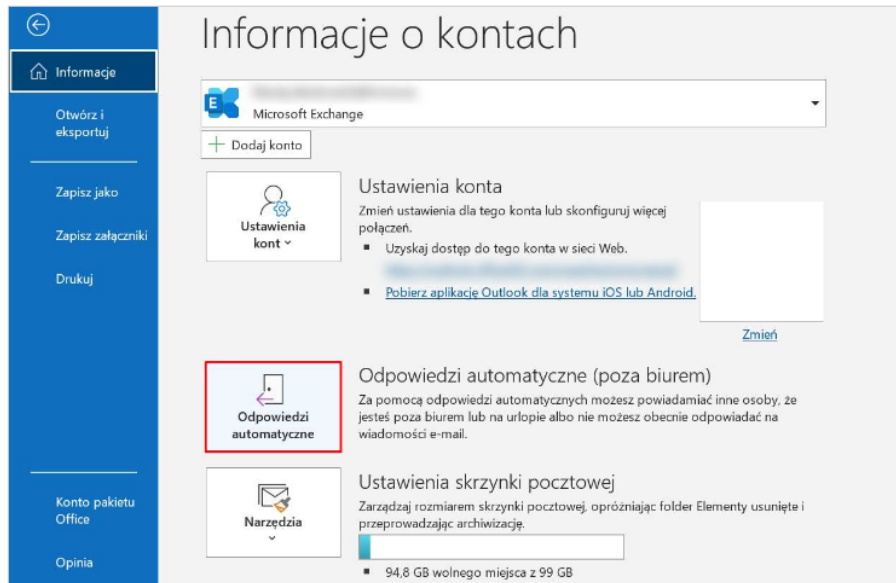 Informacje o kontach
Informacje
Otwórz i
eksportuj
Zapisz jako
Zapisz załączniki
Drukuj
Konto pakietu
Office
Opinia
Microsoft Exchange
Dodaj konto
Ustawienia
kont
Ustawienia konta
Zmień ustawienia dla tego konta lub skonfiguruj więcej
połączeń.
▪ Uzyskaj dostęp do tego konta w sieci Web.
▪ Pobierz aplikację Outlook dla systemu iOS lub Android.
Zmień
Odpowiedzi
automatyczne
Odpowiedzi automatyczne (poza biurem)
Za pomocą odpowiedzi automatycznych możesz powiadamiać inne osoby, że
jesteś poza biurem lub na urlopie albo nie możesz obecnie odpowiadać na
wiadomości e-mail.
Narzędzia
Ustawienia skrzynki pocztowej
Zarządzaj rozmiarem skrzynki pocztowej, opróżniając folder Elementy usunięte i
przeprowadzając archiwizację.
▪ 94,8 GB wolnego miejsca z 99 GB